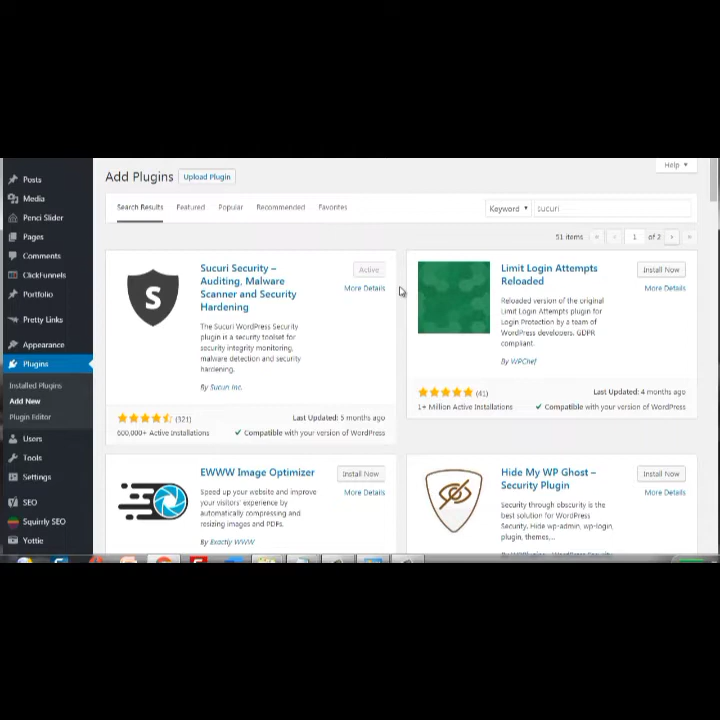 Help ▼
Posts
Media
Penci Slider
Pages
Comments
ClickFunnels
Portfolio
Pretty Links
Appearance
Plugins
Installed Plugins
Add New
Plugin Editor
Users
Tools
Settings
SEO
Squirrly SEO
Yottie
Add Plugins
Upload Plugin
Search Results
Featured
Popular
Recommended
Favorites
Keyword ▼
sucuri
51 items « ‹ 1 of 2 › »
S
Sucuri Security –
Auditing, Malware
Scanner and Security
Hardening
Active
More Details
The Sucuri WordPress Security
plugin is a security toolset for
security integrity monitoring,
malware detection and security
hardening.
By Sucuri Inc.
(321)
Last Updated: 5 months ago
600,000+ Active Installations
✔ Compatible with your version of WordPress
Limit Login Attempts
Reloaded
Install Now
More Details
Reloaded version of the original
Limit Login Attempts plugin for
Login Protection by a team of
WordPress developers. GDPR
compliant.
By WPChef
(41)
Last Updated: 4 months ago
1+ Million Active Installations
✔ Compatible with your version of WordPress
EWWW Image Optimizer
Install Now
More Details
Speed up your website and improve
your visitors' experience by
automatically compressing and
resizing images and PDFs.
By Exactly WWW
Hide My WP Ghost –
Security Plugin
Install Now
More Details
Security through obscurity is the
best solution for WordPress
Security. Hide wp-admin, wp-login,
plugin, themes,...